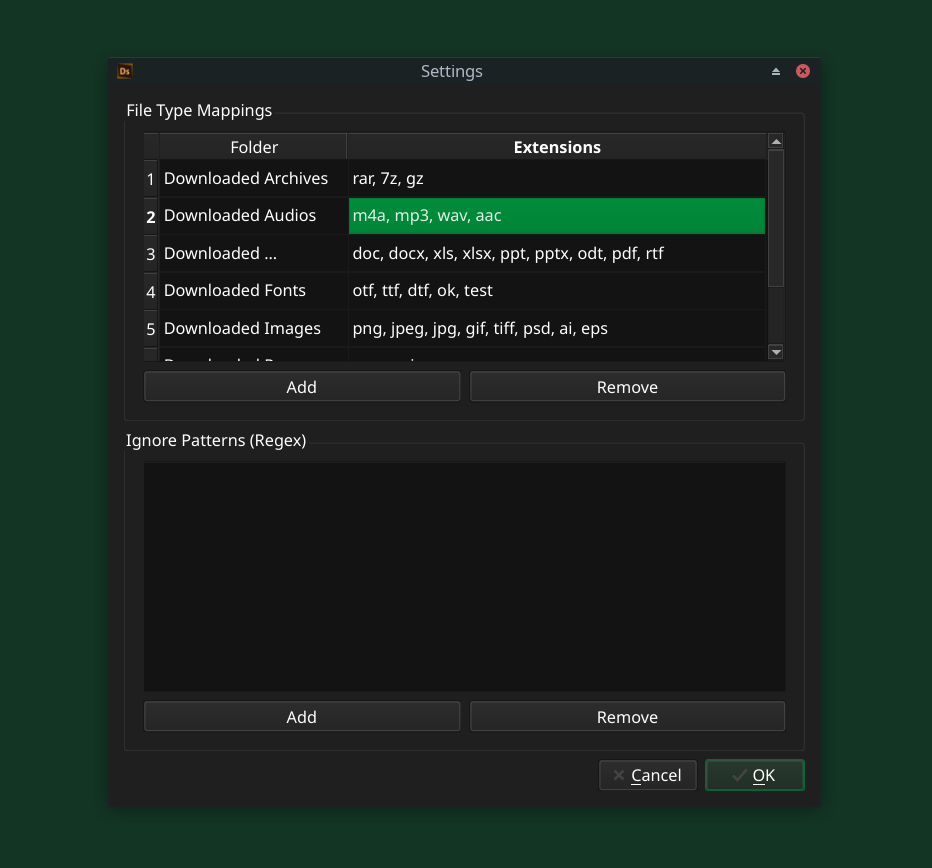 Ds Settings
File Type Mappings
Folder Extensions
1 Downloaded Archives rar, 7z, gz
2 Downloaded Audios m4a, mp3, wav, aac
3 Downloaded ... doc, docx, xls, xlsx, ppt, pptx, odt, pdf, rtf
4 Downloaded Fonts otf, ttf, dtf, ok, test
5 Downloaded Images png, jpeg, jpg, gif, tiff, psd, ai, eps
Add Remove
Ignore Patterns (Regex)
Add Remove
Cancel OK